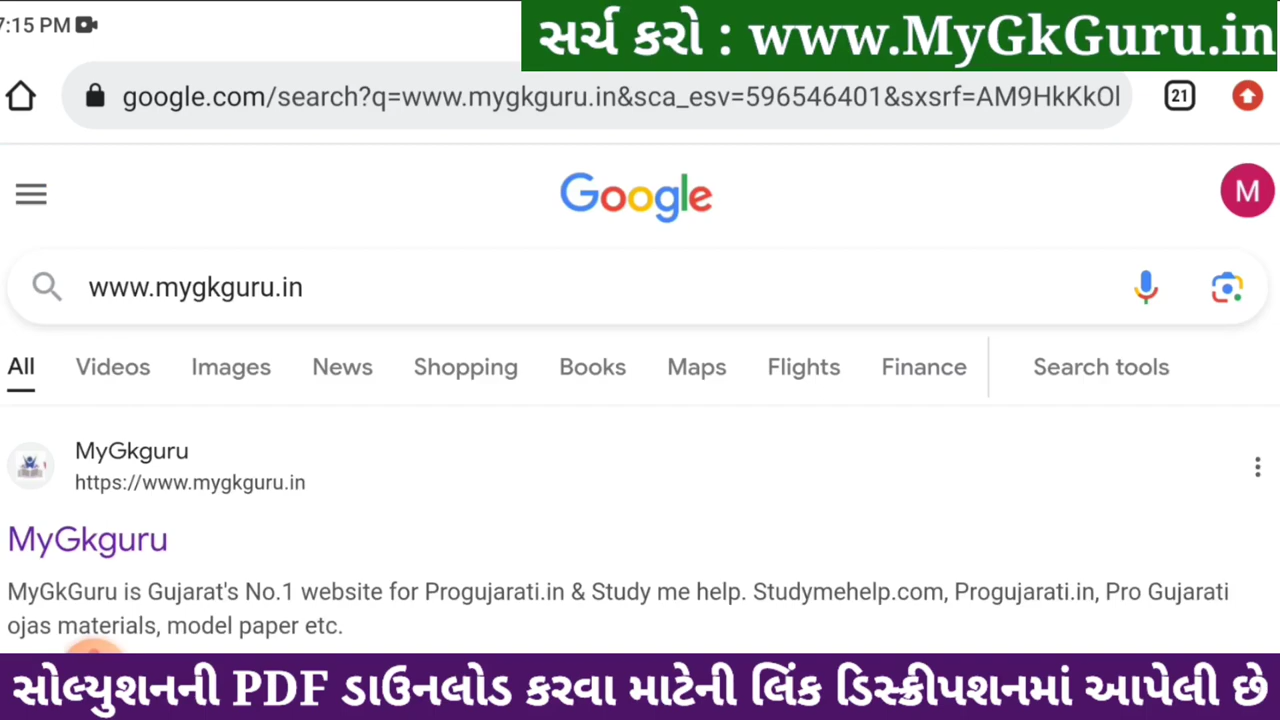 7:15 PM
સર્ચ કરો : www.MyGkGuru.in
google.com/search?q=www.mygkguru.in&sca_esv=596546401&sxsrf=AM9HkKkOl
21
Google
M
www.mygkguru.in
All Videos Images News Shopping Books Maps Flights Finance Search tools
MyGkguru
https://www.mygkguru.in
MyGkguru
MyGkGuru is Gujarat's No.1 website for Progujarati.in & Study me help. Studymehelp.com, Progujarati.in, Pro Gujarati
ojas materials, model paper etc.
સોલ્યુશનની PDF ડાઉનલોડ કરવા માટેની લિંક ડિસ્ક્રીપશનમાં આપેલી છે